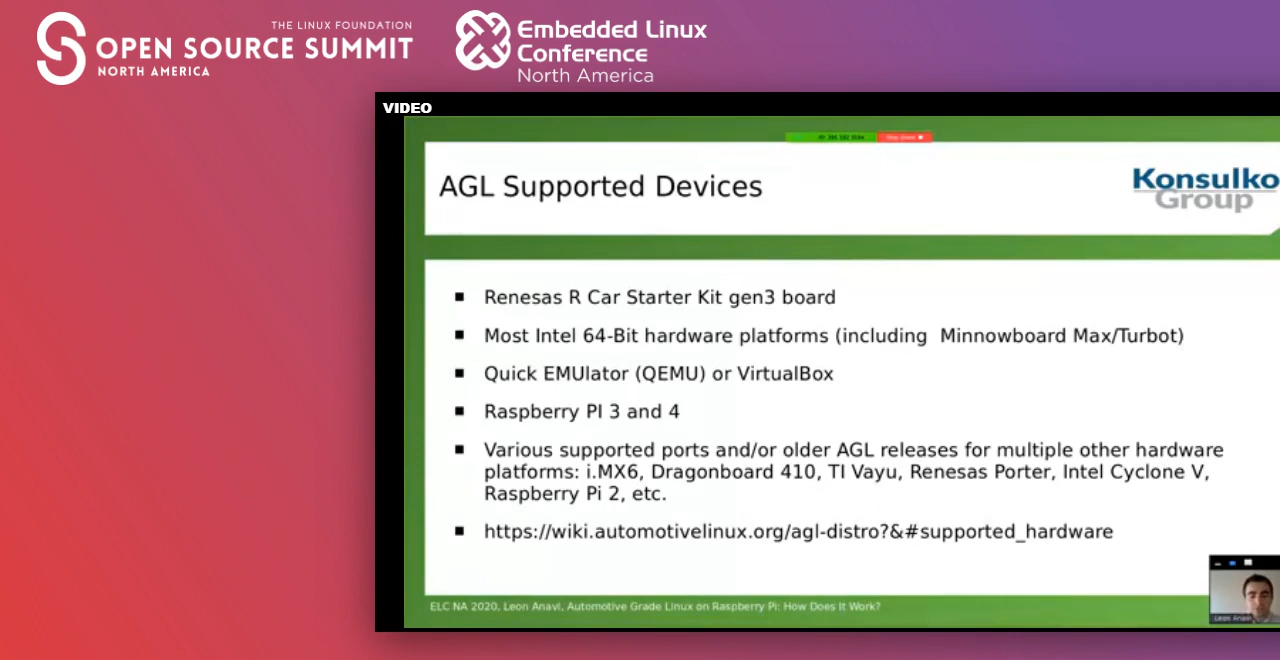 THE LINUX FOUNDATION
OPEN SOURCE SUMMIT
NORTH AMERICA
Embedded Linux
Conference
North America
VIDEO
AGL Supported Devices
Konsulko
Group
■ Renesas R Car Starter Kit gen3 board
■ Most Intel 64-Bit hardware platforms (including  Minnowboard Max/Turbot)
■ Quick EMUlator (QEMU) or VirtualBox
■ Raspberry PI 3 and 4
■ Various supported ports and/or older AGL releases for multiple other hardware
platforms: i.MX6, Dragonboard 410, TI Vayu, Renesas Porter, Intel Cyclone V,
Raspberry Pi 2, etc.
■ https://wiki.automotivelinux.org/agl-distro?&#supported_hardware
ELC NA 2020, Leon Anavi, Automotive Grade Linux on Raspberry Pi: How Does It Work?
Leon Anavi